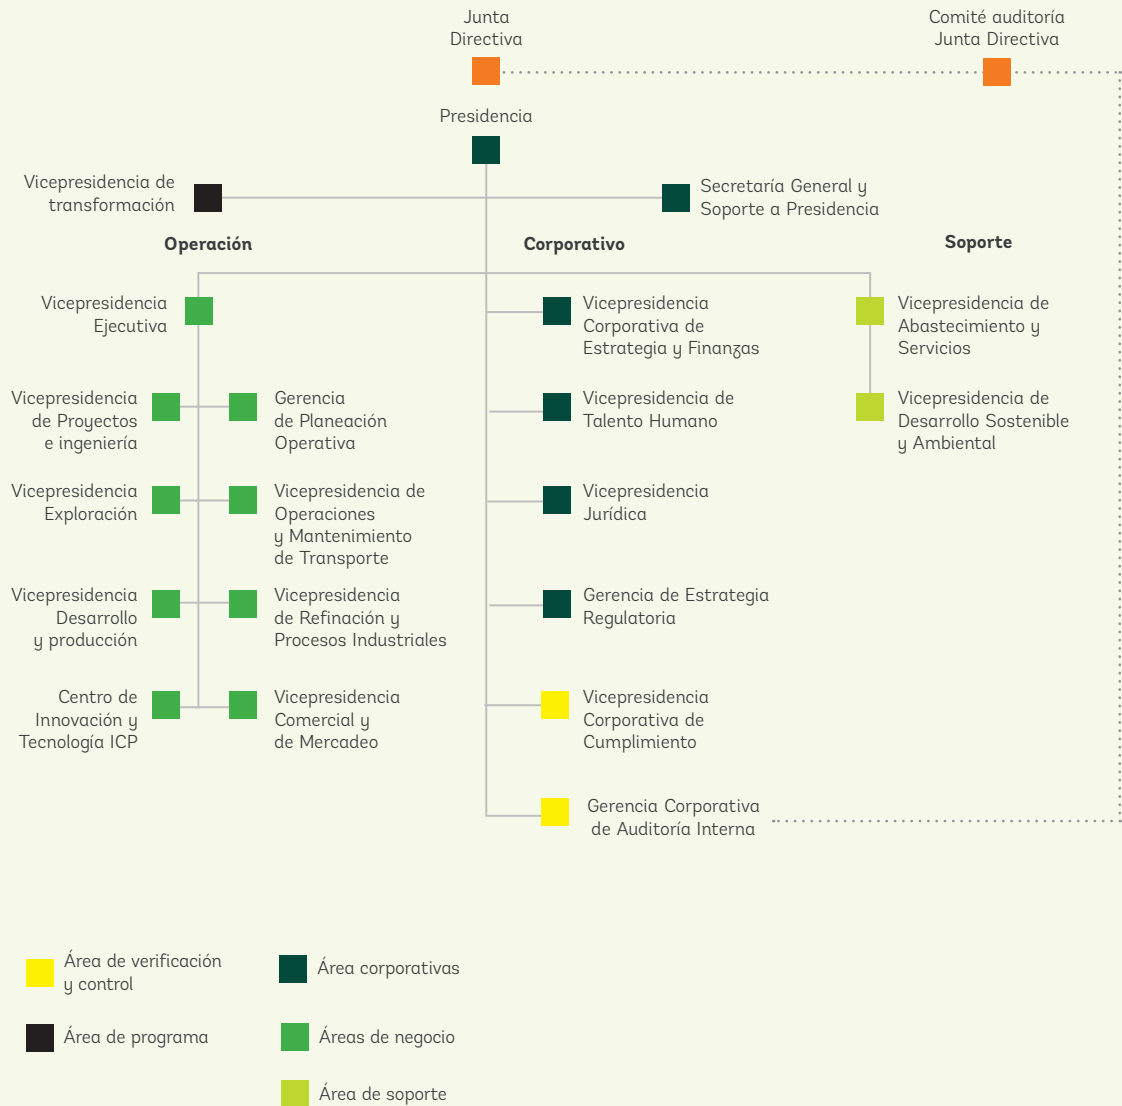 Junta
Directiva
Comité auditoría
Junta Directiva
Presidencia
Vicepresidencia de
transformación
Secretaría General y
Soporte a Presidencia
Operación
Corporativo
Soporte
Vicepresidencia
Ejecutiva
Vicepresidencia
Corporativa de
Estrategia y Finanzas
Vicepresidencia de
Abastecimiento y
Servicios
Vicepresidencia
de Proyectos
e ingeniería
Gerencia
de Planeación
Operativa
Vicepresidencia de
Talento Humano
Vicepresidencia de
Desarrollo Sostenible
y Ambiental
Vicepresidencia
Exploración
Vicepresidencia de
Operaciones
y Mantenimiento
de Transporte
Vicepresidencia
Jurídica
Vicepresidencia
Desarrollo
y producción
Vicepresidencia
de Refinación y
Procesos Industriales
Gerencia de Estrategia
Regulatoria
Centro de
Innovación y
Tecnología ICP
Vicepresidencia
Comercial y
de Mercadeo
Vicepresidencia
Corporativa de
Cumplimiento
Gerencia Corporativa
de Auditoría Interna
Área de verificación
y control
Área corporativas
Área de programa
Áreas de negocio
Área de soporte